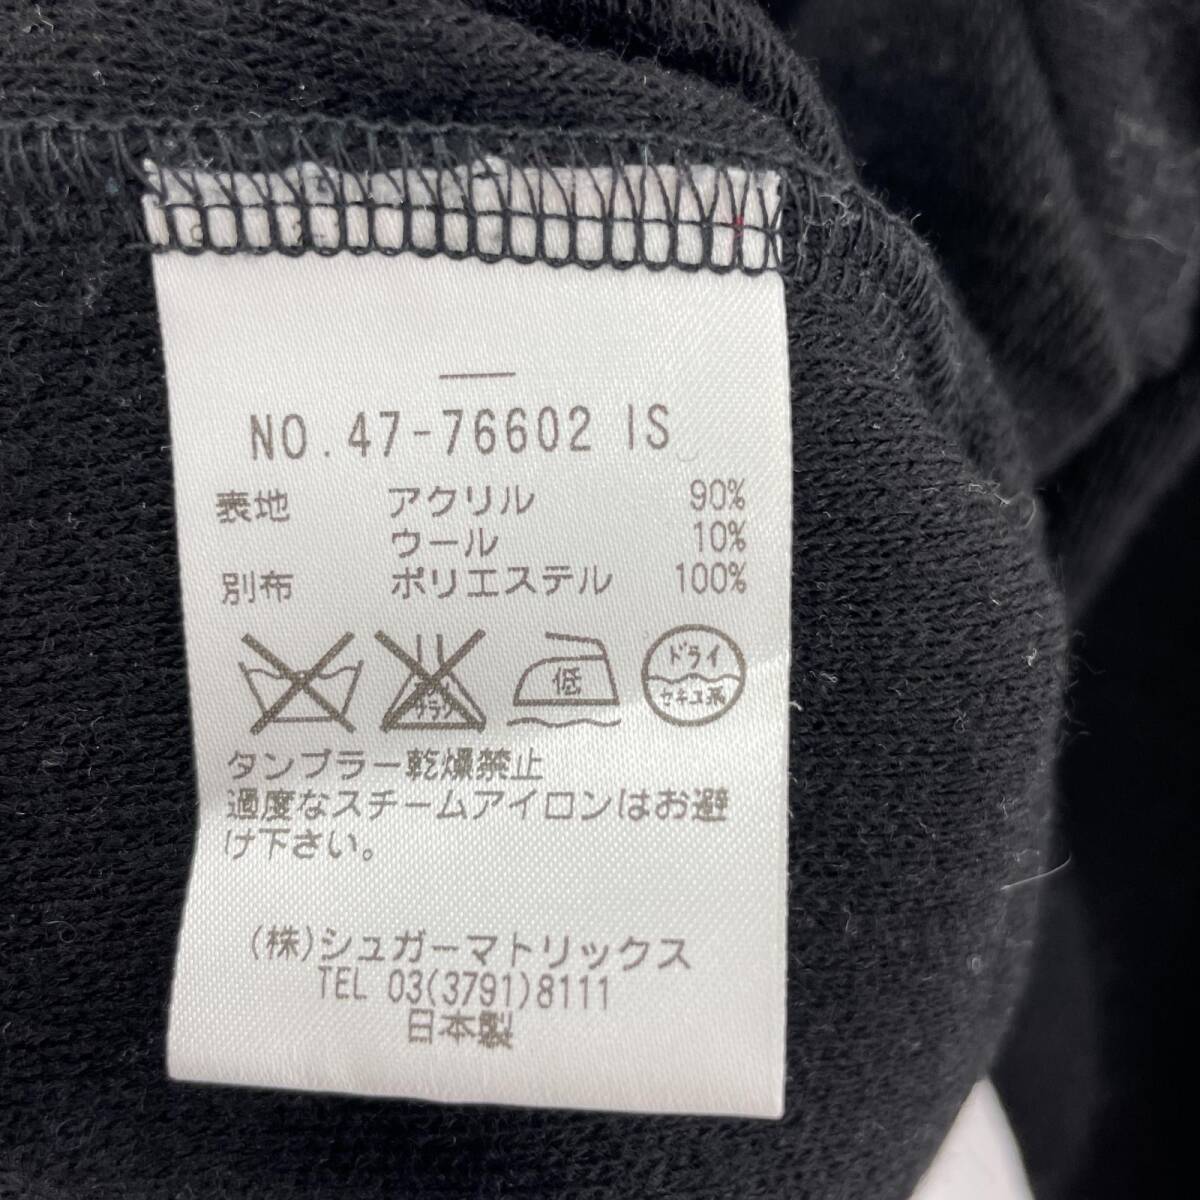 NO.47-76602 IS
表地 アクリル 90%
ウール 10%
別布 ポリエステル 100%
サラシ 低 ドライ
セキユ系
タンブラー乾燥禁止
過度なスチームアイロンはお避
け下さい。
(株)シュガーマトリックス
TEL 03(3791)8111
日本製